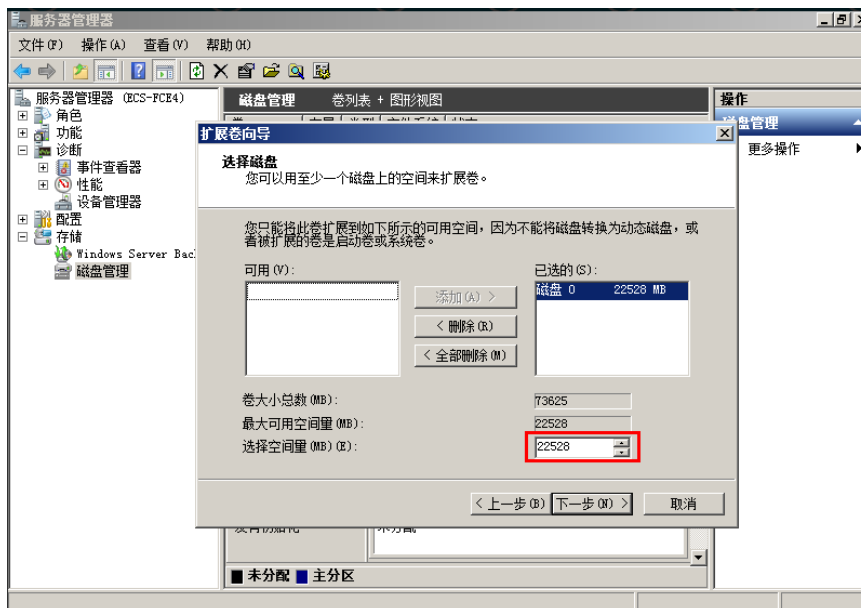 服务器管理器
文件(F) 操作(A) 查看(V) 帮助(H)
服务器管理器 (ECS-FCE4)
角色
功能
诊断
事件查看器
性能
设备管理器
配置
存储
Windows Server Bac
磁盘管理
磁盘管理 卷列表 + 图形视图
操作
磁盘管理
更多操作
扩展卷向导
选择磁盘
您可以用至少一个磁盘上的空间来扩展卷。
您只能将此卷扩展到如下所示的可用空间，因为不能将磁盘转换为动态磁盘，或
者被扩展的卷是启动卷或系统卷。
可用(V):
已选的(S):
添加(A) >
磁盘 0 22528 MB
< 删除(R)
< 全部删除(M)
卷大小总数(MB): 73625
最大可用空间量(MB): 22528
选择空间量(MB)(E): 22528
< 上一步(B) 下一步(N) > 取消
未分配 主分区